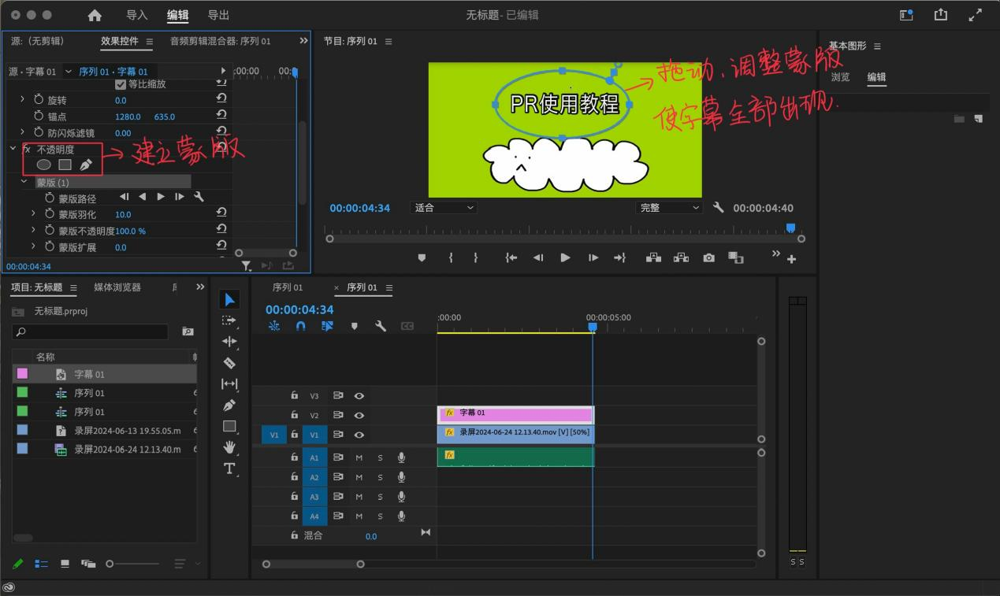 导入
编辑
导出
无标题- 已编辑
源:（无剪辑）
效果控件
音频剪辑混合器: 序列 01
源 · 字幕 01
序列 01 · 字幕 01
:00:00
00:
等比缩放
旋转
0.0
锚点
1280.0 635.0
防闪烁滤镜
0.00
fx 不透明度
建立蒙版
蒙版 (1)
蒙版路径
蒙版羽化
10.0
蒙版不透明度 100.0 %
蒙版扩展
0.0
00:00:04:34
节目: 序列 01
PR使用教程
拖动、调整蒙版
使字幕全部出现.
00:00:04:34
适合
完整
00:00:04:40
基本图形
浏览
编辑
项目: 无标题
媒体浏览器
无标题.prproj
名称
字幕 01
序列 01
序列 01
录屏2024-06-13 19.55.05.m
录屏2024-06-24 12.13.40.m
序列 01
× 序列 01
00:00:04:34
:00:00
00:00:05:00
V3
V2
V1 V1
A1 M S
A2 M S
A3 M S
A4 M S
混合
0.0
fx 字幕 01
fx 录屏2024-06-24 12.13.40.mov [V] [50%]
fx
S S